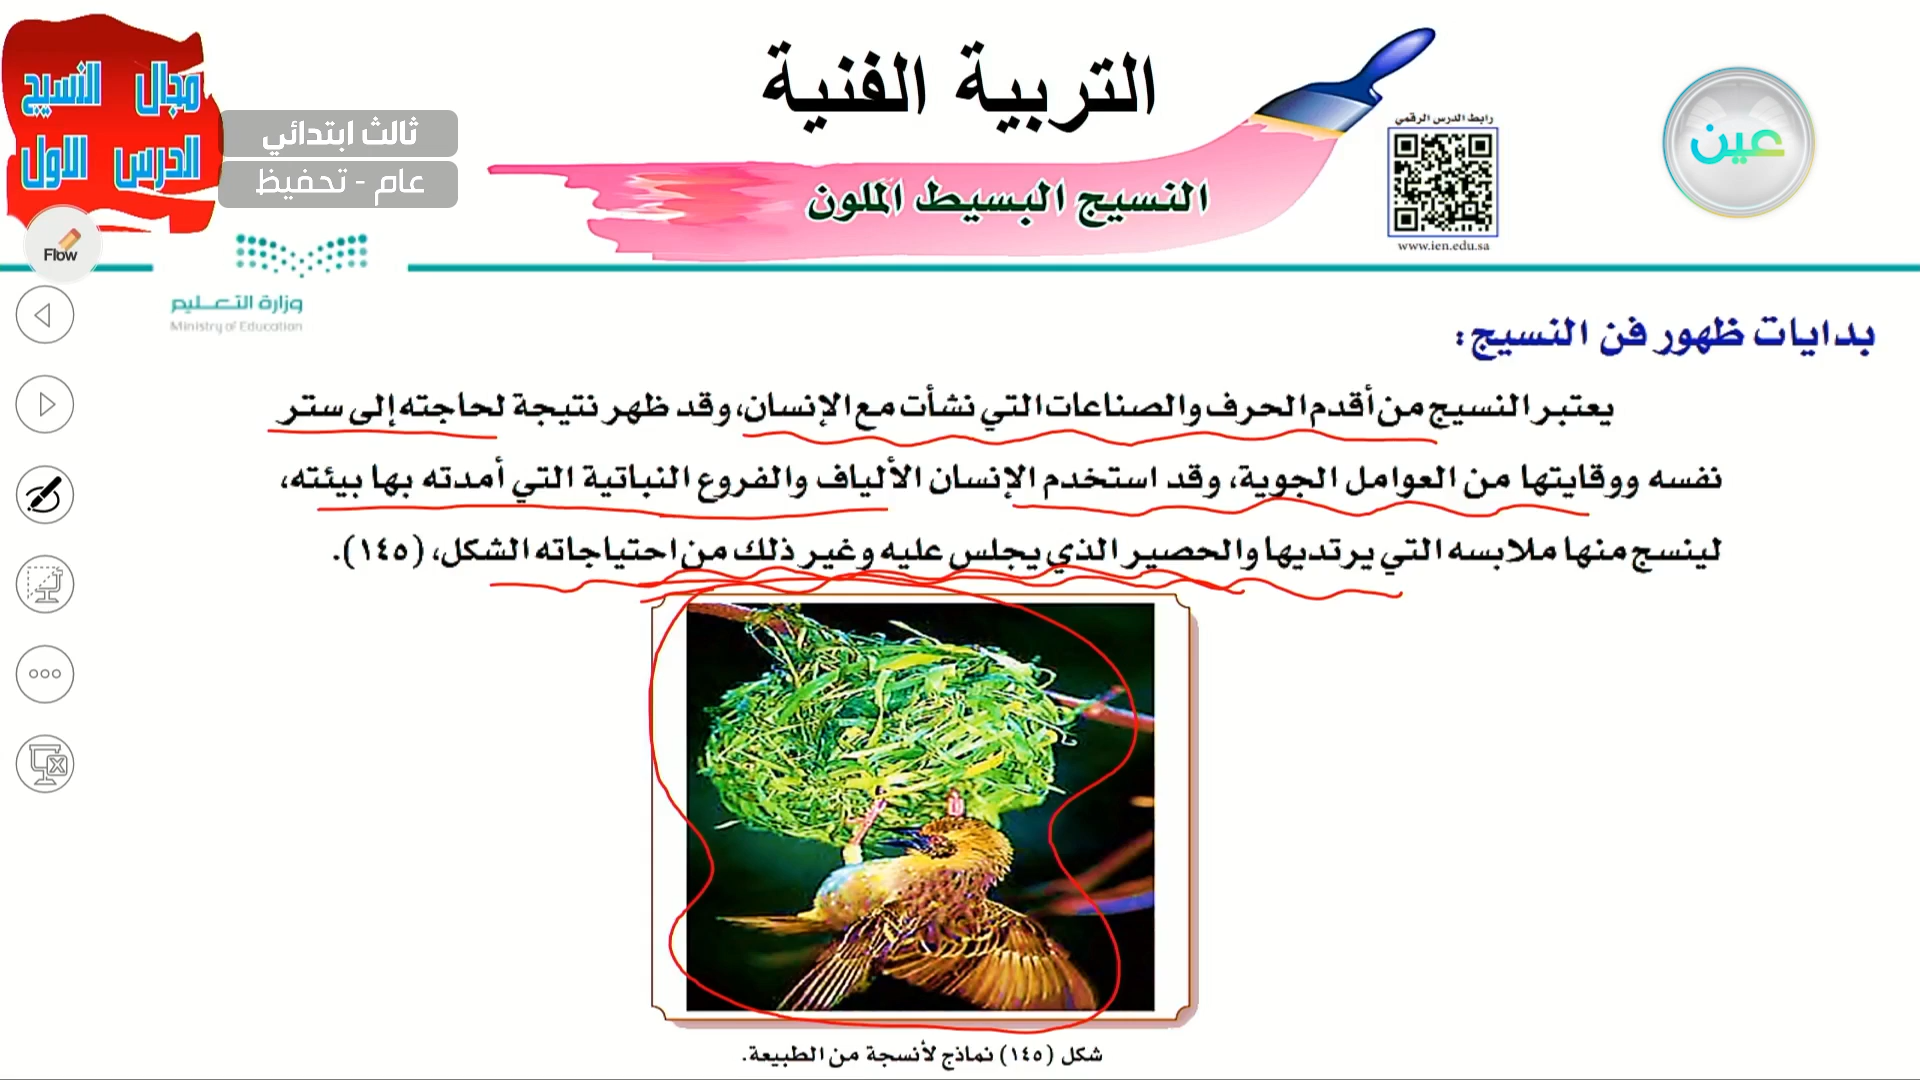 مجال النسيج
الدرس الاول
ثالث ابتدائي
عام - تحفيظ
التربية الفنية
النسيج البسيط الملون
رابط الدرس الرقمي
www.ien.edu.sa
عين
Flow
وزارة التعليم
Ministry of Education
بدايات ظهور فن النسيج:
يعتبر النسيج من أقدم الحرف والصناعات التي نشأت مع الإنسان، وقد ظهر نتيجة لحاجته إلى ستر
نفسه ووقايتها من العوامل الجوية، وقد استخدم الإنسان الألياف والفروع النباتية التي أمدته بها بيئته،
لينسج منها ملابسه التي يرتديها والحصير الذي يجلس عليه وغير ذلك من احتياجاته الشكل، (١٤٥).
شكل (١٤٥) نماذج لأنسجة من الطبيعة.